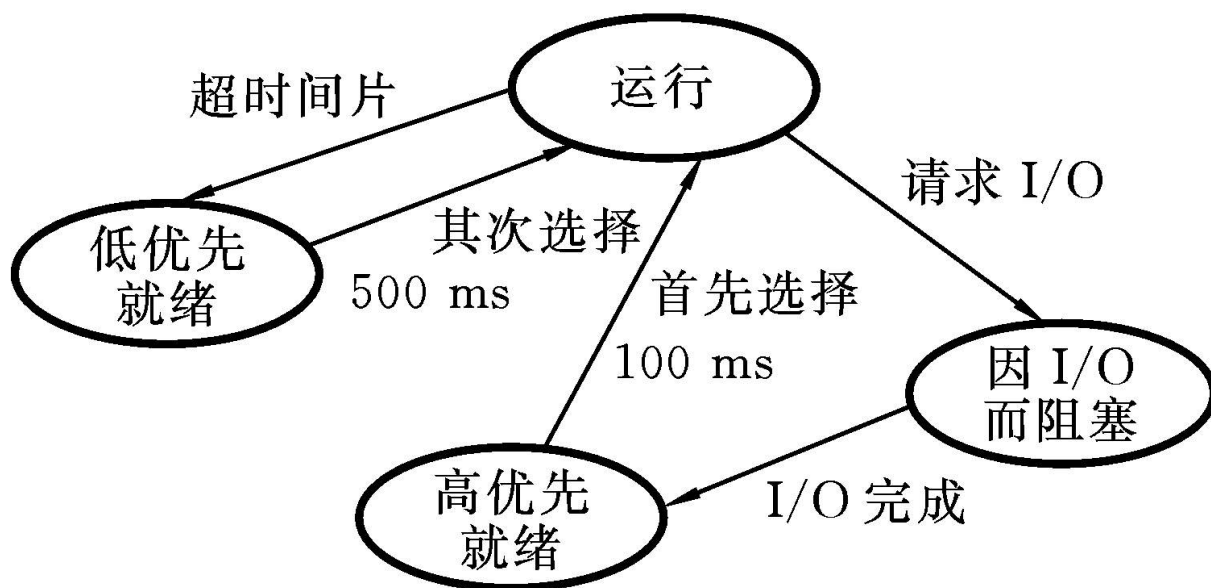 运行
超时间片
请求 I/O
低优先
就绪
其次选择
500 ms
首先选择
100 ms
因 I/O
而阻塞
高优先
就绪
I/O 完成